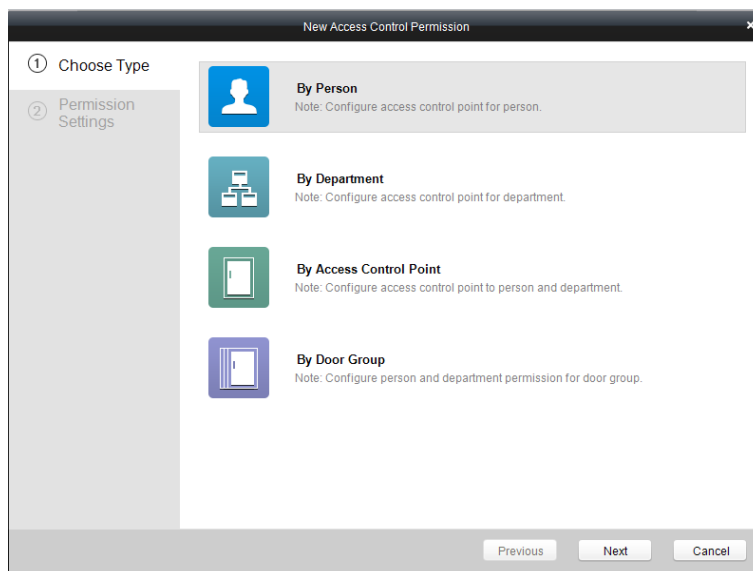 New Access Control Permission
×
1 Choose Type
2 Permission
Settings
By Person
Note: Configure access control point for person.
By Department
Note: Configure access control point for department.
By Access Control Point
Note: Configure access control point to person and department.
By Door Group
Note: Configure person and department permission for door group.
Previous Next Cancel